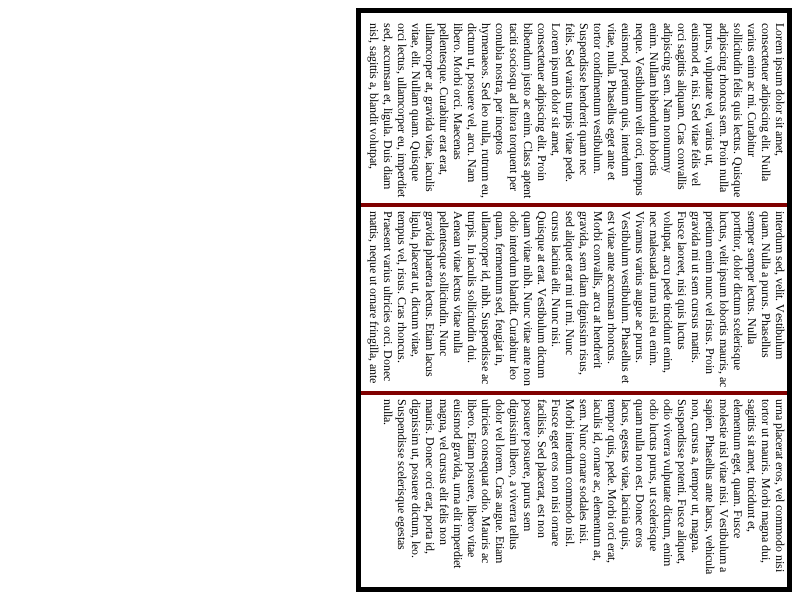 Lorem ipsum dolor sit amet,
consectetuer adipiscing elit. Nulla
varius enim ac mi. Curabitur
sollicitudin felis quis lectus. Quisque
adipiscing rhoncus sem. Proin nulla
purus, vulputate vel, varius ut,
euismod et, nisi. Sed vitae felis vel
orci sagittis aliquam. Cras convallis
adipiscing sem. Nam nonummy
enim. Nullam bibendum lobortis
neque. Vestibulum velit orci, tempus
euismod, pretium quis, interdum
vitae, nulla. Phasellus eget ante et
tortor condimentum vestibulum.
Suspendisse hendrerit quam nec
felis. Sed varius turpis vitae pede.
Lorem ipsum dolor sit amet,
consectetuer adipiscing elit. Proin
bibendum justo ac enim. Class aptent
taciti sociosqu ad litora torquent per
conubia nostra, per inceptos
hymenaeos. Sed leo nulla, rutrum eu,
dictum ut, posuere vel, arcu. Nam
libero. Morbi orci. Maecenas
pellentesque. Curabitur erat erat,
ullamcorper at, gravida vitae, iaculis
vitae, elit. Nullam quam. Quisque
orci lectus, ullamcorper eu, imperdiet
sed, accumsan et, ligula. Duis diam
nisl, sagittis a, blandit volutpat,
interdum sed, velit. Vestibulum
quam. Nulla a purus. Phasellus
semper semper lectus. Nulla
porttitor, dolor dictum scelerisque
luctus, velit ipsum lobortis mauris, ac
pretium enim nunc vel risus. Proin
gravida mi ut sem cursus mattis.
Fusce laoreet, nisi quis luctus
volutpat, arcu pede tincidunt enim,
nec malesuada urna nisl eu enim.
Vivamus varius augue ac purus.
Vestibulum vestibulum. Phasellus et
est vitae ante accumsan rhoncus.
Morbi convallis, arcu at hendrerit
gravida, sem diam dignissim risus,
sed aliquet erat mi ut mi. Nunc
cursus lacinia elit. Nunc nisi.
Quisque at erat. Vestibulum dictum
quam vitae nibh. Nunc vitae ante non
odio interdum blandit. Curabitur leo
quam, fermentum sed, feugiat in,
ullamcorper id, nibh. Suspendisse ac
turpis. In iaculis sollicitudin dui.
Aenean vitae lectus vitae nulla
pellentesque sollicitudin. Nunc
gravida pharetra lectus. Etiam lacus
ligula, placerat ut, dictum vitae,
tempus vel, risus. Cras rhoncus.
Praesent varius ultricies orci. Donec
mattis, neque ut ornare fringilla, ante
urna placerat eros, vel commodo nisi
tortor ut mauris. Morbi magna dui,
sagittis sit amet, tincidunt et,
elementum eget, quam. Fusce
molestie nisl vitae nisi. Vestibulum a
sapien. Phasellus ante lacus, vehicula
non, cursus a, tempor ut, magna.
Suspendisse potenti. Fusce aliquet,
odio viverra vulputate dictum, enim
odio luctus purus, ut scelerisque
quam nulla non est. Donec eros
lacus, egestas vitae, lacinia quis,
tempor quis, pede. Morbi orci erat,
iaculis id, ornare ac, elementum at,
sem. Nunc ornare sodales nisi.
Morbi interdum commodo nisl.
Fusce eget eros non nisi ornare
facilisis. Sed placerat, est non
posuere posuere, purus sem
dignissim libero, a viverra tellus
dolor vel lorem. Cras augue. Etiam
ultricies consequat odio. Mauris ac
libero. Etiam posuere, libero vitae
euismod gravida, urna elit imperdiet
magna, vel cursus elit felis non
mauris. Donec orci erat, porta id,
dignissim ut, posuere dictum, leo.
Suspendisse scelerisque egestas
nulla.